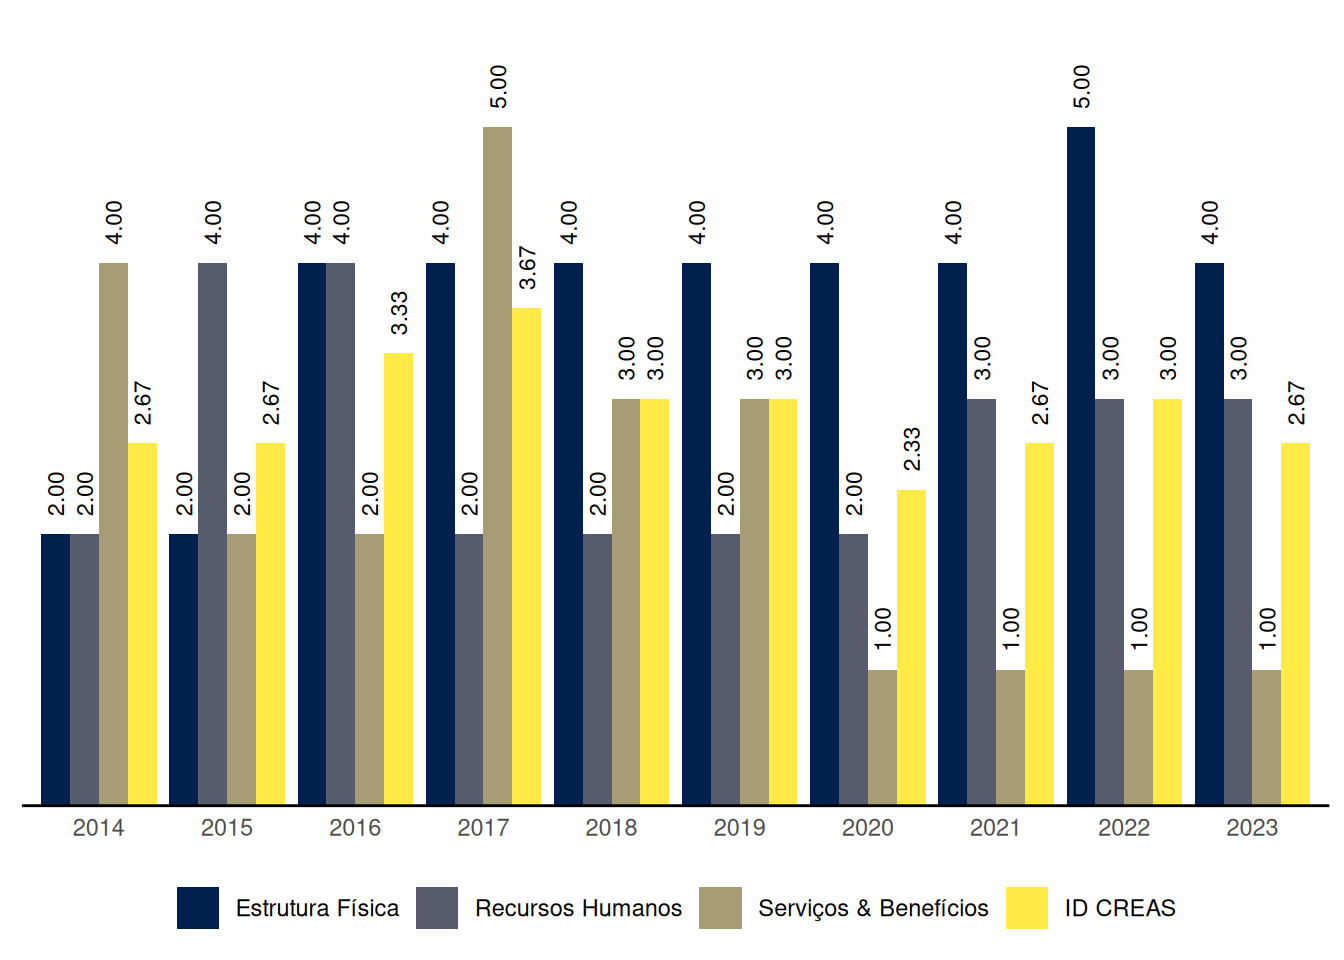 5.00
5.00
4.00 4.00 4.00 4.00 4.00 4.00 4.00 4.00 4.00 4.00
3.67
3.33
3.00 3.00 3.00 3.00 3.00 3.00 3.00 3.00
2.67 2.67 2.67 2.67
2.33
2.00 2.00 2.00 2.00 2.00 2.00 2.00 2.00 2.00
1.00 1.00 1.00 1.00
2014 2015 2016 2017 2018 2019 2020 2021 2022 2023
Estrutura Física Recursos Humanos Serviços & Benefícios ID CREAS